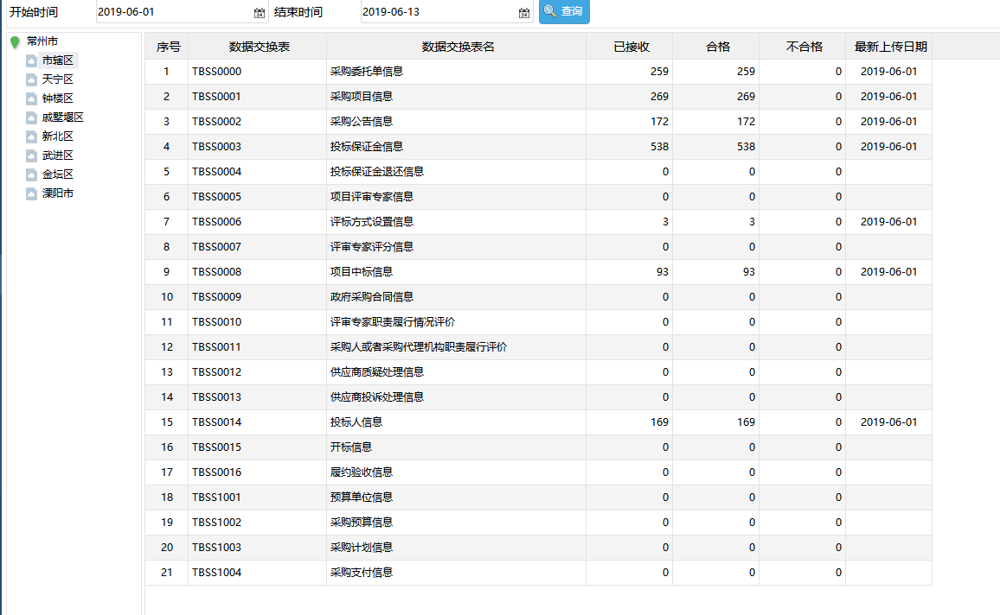 开始时间 2019-06-01 结束时间 2019-06-13 查询
常州市
市辖区
天宁区
钟楼区
戚墅堰区
新北区
武进区
金坛区
溧阳市
序号 数据交换表 数据交换表名 已接收 合格 不合格 最新上传日期
1 TBSS0000 采购委托单信息 259 259 0 2019-06-01
2 TBSS0001 采购项目信息 269 269 0 2019-06-01
3 TBSS0002 采购公告信息 172 172 0 2019-06-01
4 TBSS0003 投标保证金信息 538 538 0 2019-06-01
5 TBSS0004 投标保证金退还信息 0 0 0
6 TBSS0005 项目评审专家信息 0 0 0
7 TBSS0006 评标方式设置信息 3 3 0 2019-06-01
8 TBSS0007 评审专家评分信息 0 0 0
9 TBSS0008 项目中标信息 93 93 0 2019-06-01
10 TBSS0009 政府采购合同信息 0 0 0
11 TBSS0010 评审专家职责履行情况评价 0 0 0
12 TBSS0011 采购人或者采购代理机构职责履行评价 0 0 0
13 TBSS0012 供应商质疑处理信息 0 0 0
14 TBSS0013 供应商投诉处理信息 0 0 0
15 TBSS0014 投标人信息 169 169 0 2019-06-01
16 TBSS0015 开标信息 0 0 0
17 TBSS0016 履约验收信息 0 0 0
18 TBSS1001 预算单位信息 0 0 0
19 TBSS1002 采购预算信息 0 0 0
20 TBSS1003 采购计划信息 0 0 0
21 TBSS1004 采购支付信息 0 0 0